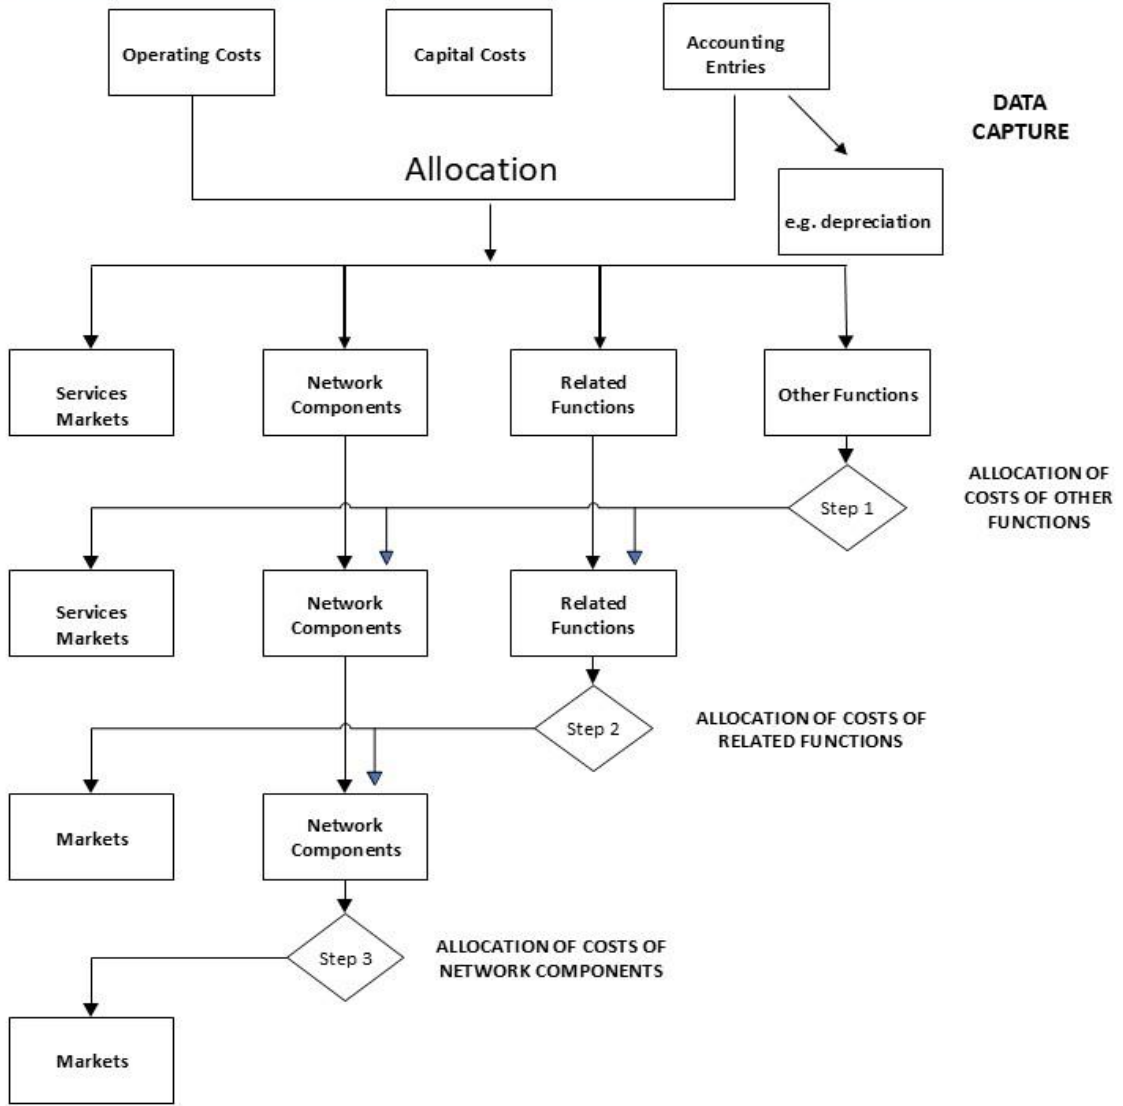 Operating Costs
Capital Costs
Accounting
Entries
DATA
CAPTURE
Allocation
e.g. depreciation
Services
Markets
Network
Components
Related
Functions
Other Functions
ALLOCATION OF
COSTS OF OTHER
FUNCTIONS
Step 1
Services
Markets
Network
Components
Related
Functions
Step 2
ALLOCATION OF COSTS OF
RELATED FUNCTIONS
Markets
Network
Components
Step 3
ALLOCATION OF COSTS OF
NETWORK COMPONENTS
Markets